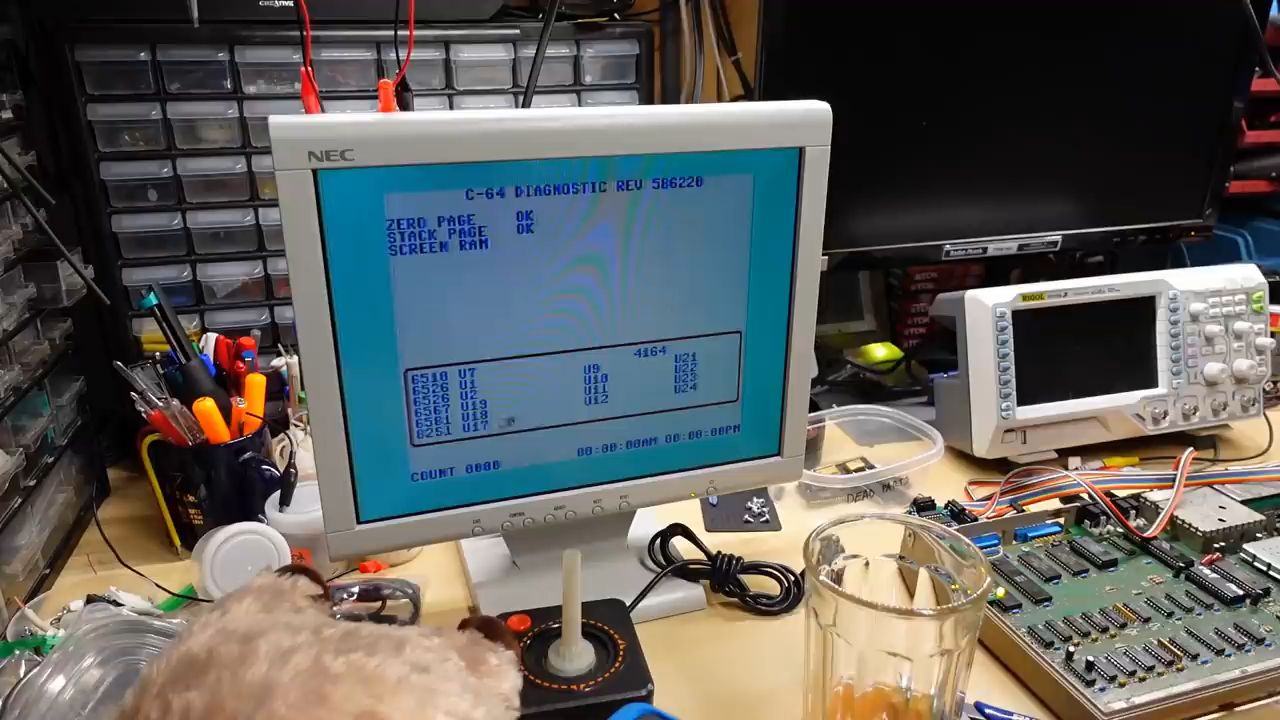 CREATIVE
NEC
C-64 DIAGNOSTIC REV 586220
ZERO PAGE OK
STACK PAGE OK
SCREEN RAM
4164
6510 U7 U9 U21
6526 U1 U10 U22
6526 U2 U11 U23
6567 U19 U12 U24
6581 U18
8251 U17
COUNT 0000 00:00:00AM 00:00:00PM
RIGOL
DEAD PARTS